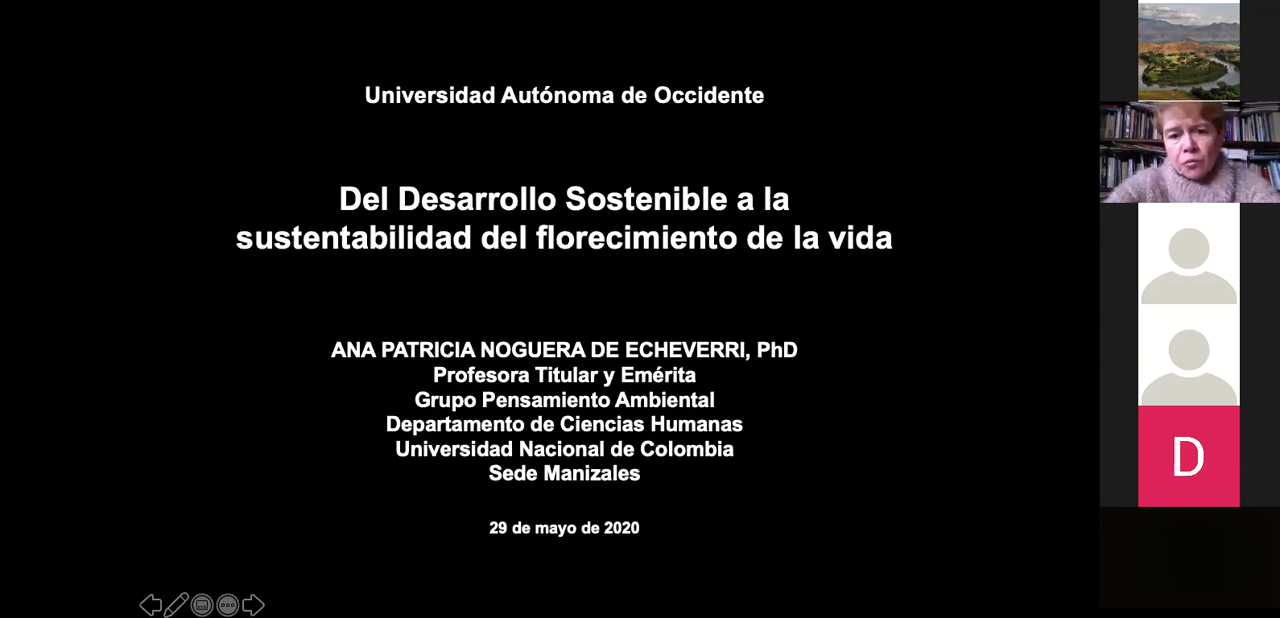 Universidad Autónoma de Occidente
Del Desarrollo Sostenible a la
sustentabilidad del florecimiento de la vida
ANA PATRICIA NOGUERA DE ECHEVERRI, PhD
Profesora Titular y Emérita
Grupo Pensamiento Ambiental
Departamento de Ciencias Humanas
Universidad Nacional de Colombia
Sede Manizales
29 de mayo de 2020
D